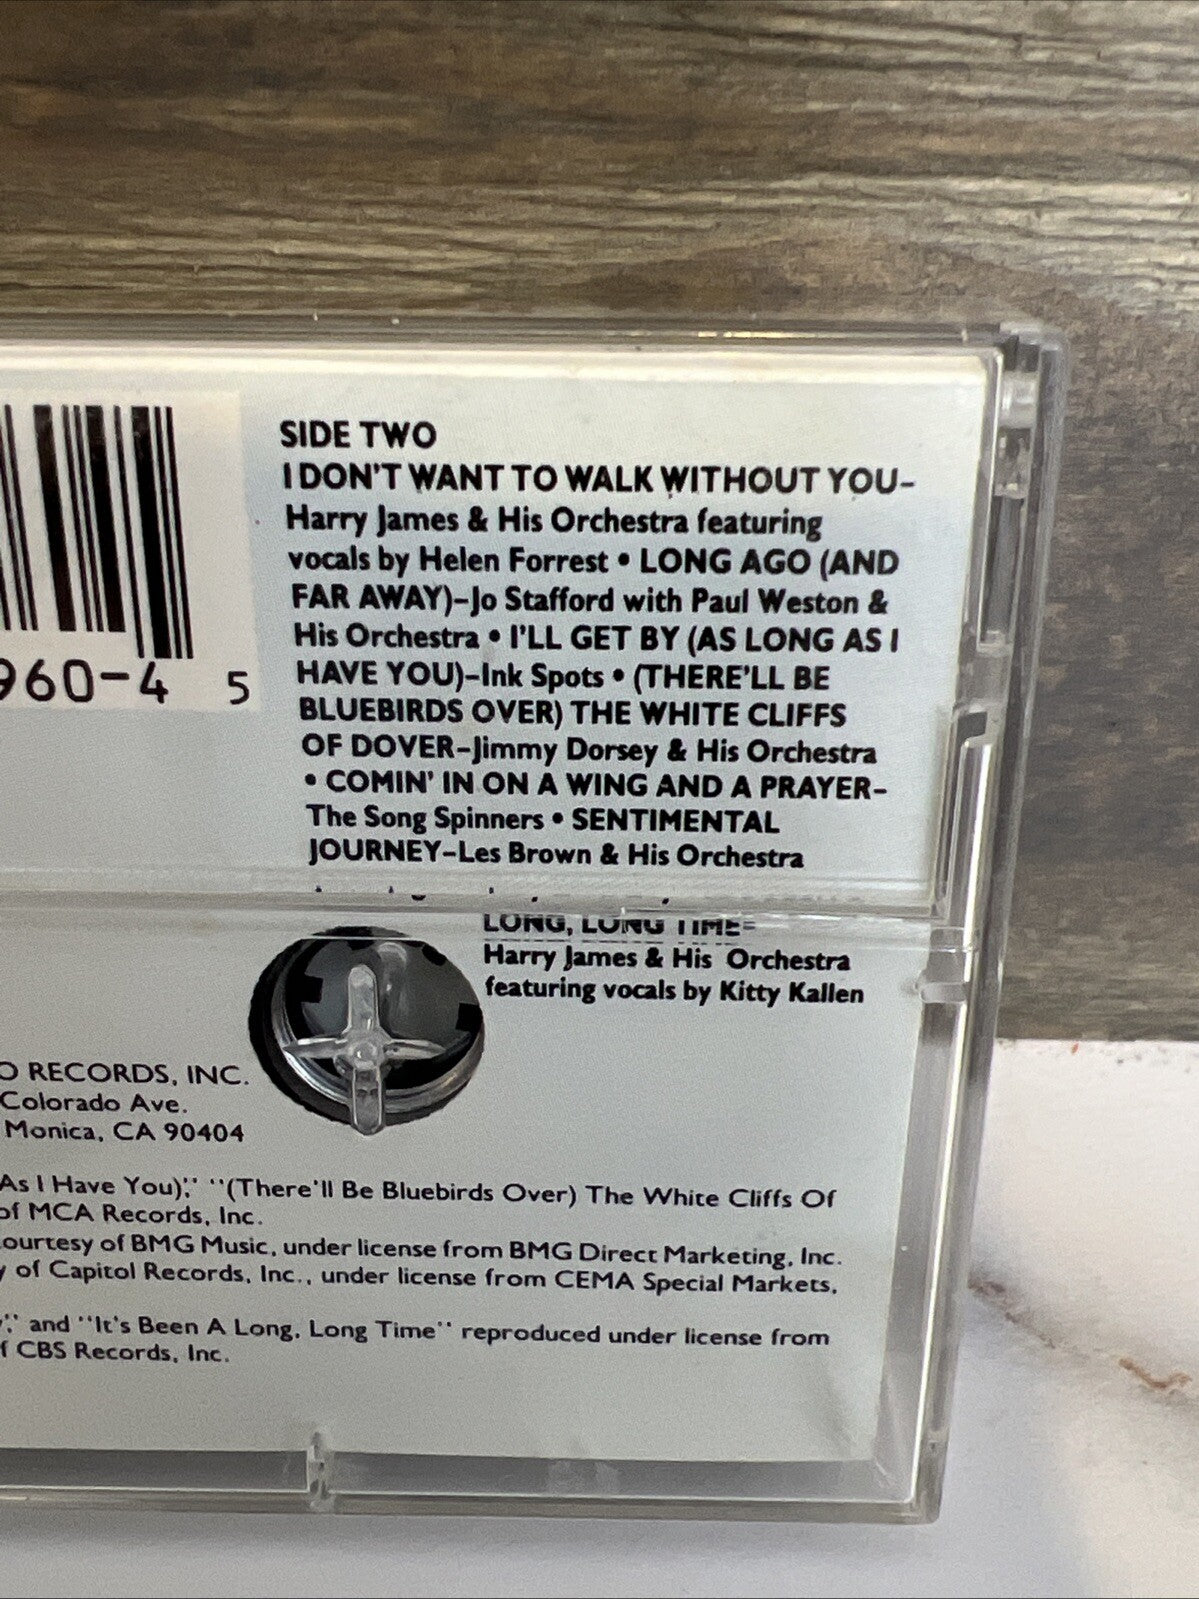 SIDE TWO
I DON'T WANT TO WALK WITHOUT YOU–
Harry James & His Orchestra featuring
vocals by Helen Forrest • LONG AGO (AND
FAR AWAY)–Jo Stafford with Paul Weston &
His Orchestra • I'LL GET BY (AS LONG AS I
HAVE YOU)–Ink Spots • (THERE'LL BE
BLUEBIRDS OVER) THE WHITE CLIFFS
OF DOVER–Jimmy Dorsey & His Orchestra
• COMIN' IN ON A WING AND A PRAYER–
The Song Spinners • SENTIMENTAL
JOURNEY–Les Brown & His Orchestra
960-4 5
LONG, LONG TIME–
Harry James & His Orchestra
featuring vocals by Kitty Kallen
RECORDS, INC.
Colorado Ave.
Monica, CA 90404
As I Have You)," "(There'll Be Bluebirds Over) The White Cliffs Of
of MCA Records, Inc.
ourtesy of BMG Music, under license from BMG Direct Marketing, Inc.
y of Capitol Records, Inc., under license from CEMA Special Markets,
," and "It's Been A Long, Long Time" reproduced under license from
f CBS Records, Inc.